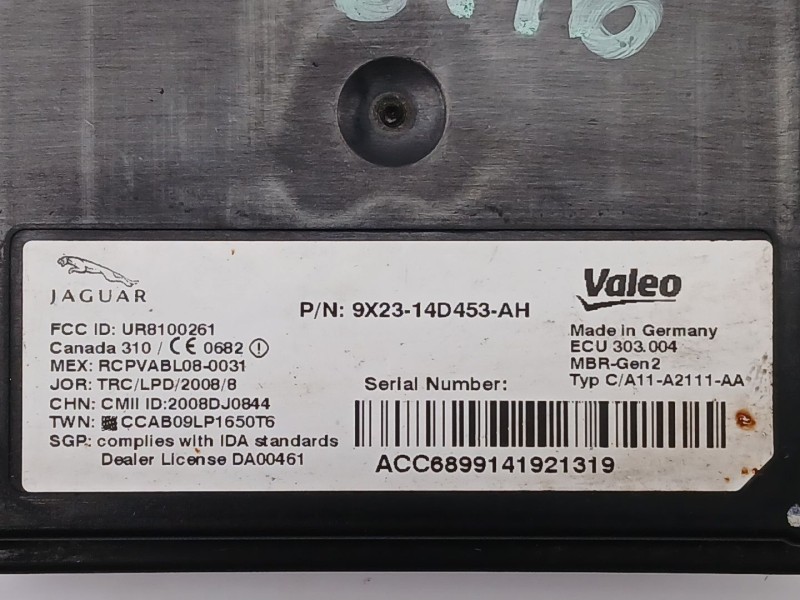 JAGUAR
P/N: 9X23-14D453-AH
Valeo
FCC ID: UR8100261
Canada 310 / CE 0682
MEX: RCPVABL08-0031
JOR: TRC/LPD/2008/8
CHN: CMII ID:2008DJ0844
TWN: CCAB09LP1650T6
SGP: complies with IDA standards
Dealer License DA00461
Made in Germany
ECU 303.004
MBR-Gen2
Typ C/A11-A2111-AA
Serial Number:
ACC6899141921319